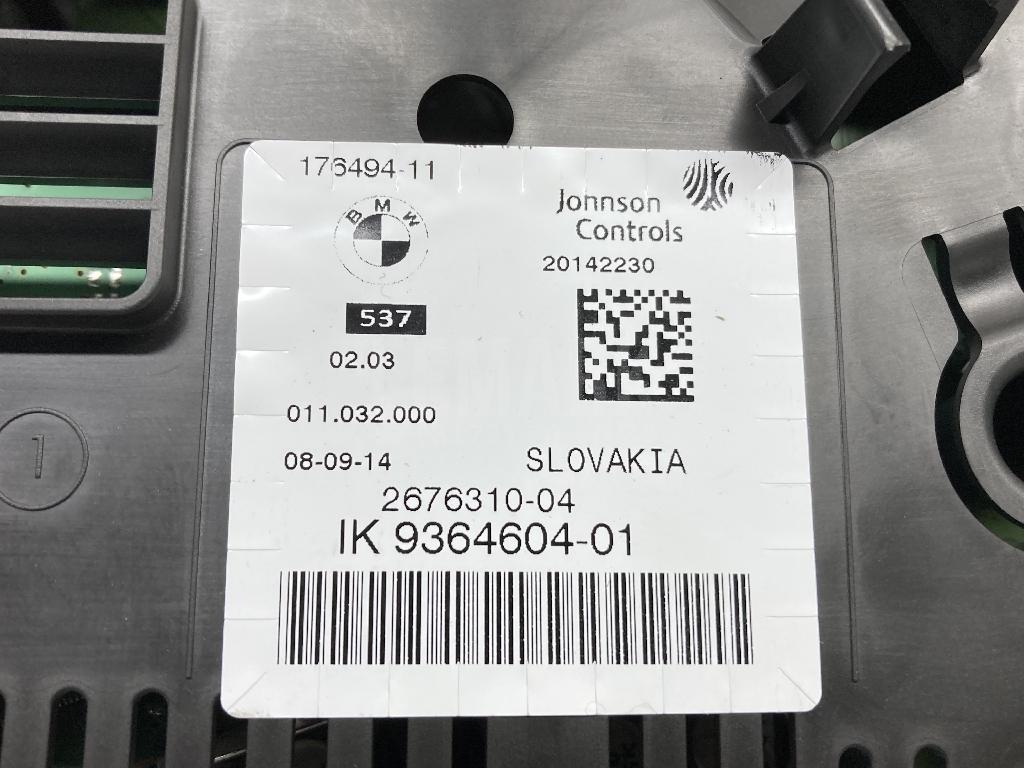 176494-11
BMW
Johnson
Controls
20142230
537
02.03
011.032.000
08-09-14
SLOVAKIA
2676310-04
IK 9364604-01
1